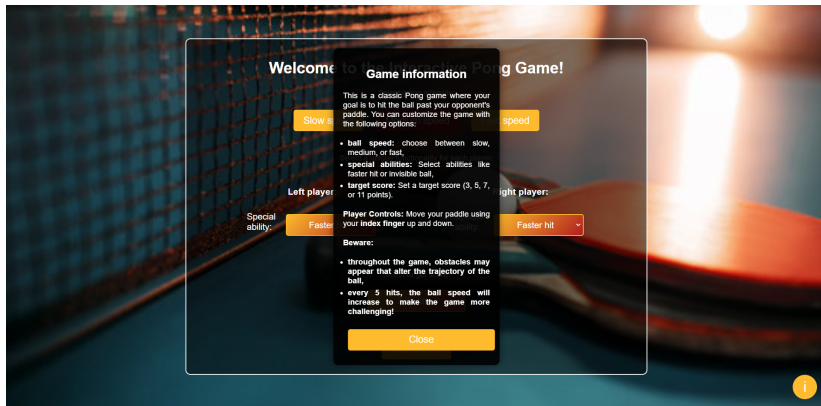 Welcome to the Interactive Pong Game!
Game information
This is a classic Pong game where your
goal is to hit the ball past your opponent's
paddle. You can customize the game with
the following options:
• ball speed: choose between slow,
medium, or fast,
• special abilities: Select abilities like
faster hit or invisible ball,
• target score: Set a target score (3, 5, 7,
or 11 points).
Player Controls: Move your paddle using
your index finger up and down.
Beware:
• throughout the game, obstacles may
appear that alter the trajectory of the
ball,
• every 5 hits, the ball speed will
increase to make the game more
challenging!
Close
Slow s
speed
Left player
Right player:
Special
ability:
Faster
Faster hit
i